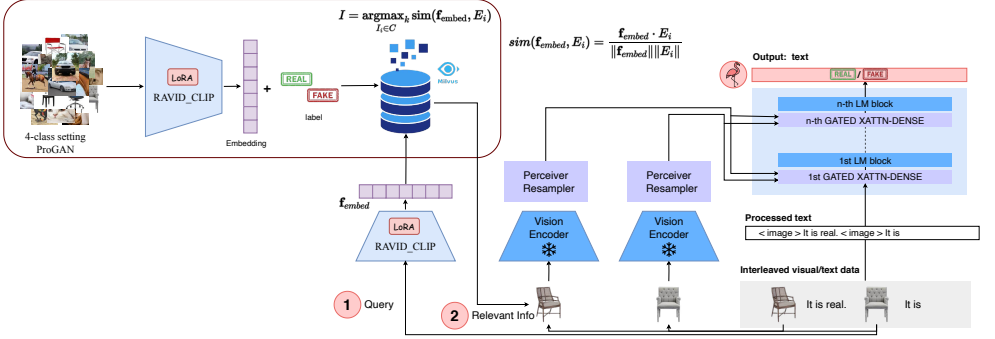 I = argmax_k sim(f_embed, E_i)
I_i∈C
sim(f_embed, E_i) = f_embed · E_i / ‖f_embed‖‖E_i‖
LoRA
RAVID_CLIP
4-class setting
ProGAN
Embedding
+
REAL
FAKE
label
Milvus
Output: text
REAL / FAKE
n-th LM block
n-th GATED XATTN-DENSE
1st LM block
1st GATED XATTN-DENSE
Perceiver
Resampler
Perceiver
Resampler
f_embed
LoRA
RAVID_CLIP
Vision
Encoder
Vision
Encoder
Processed text
< image > It is real. < image > It is
Interleaved visual/text data
It is real.
It is
1 Query
2 Relevant Info